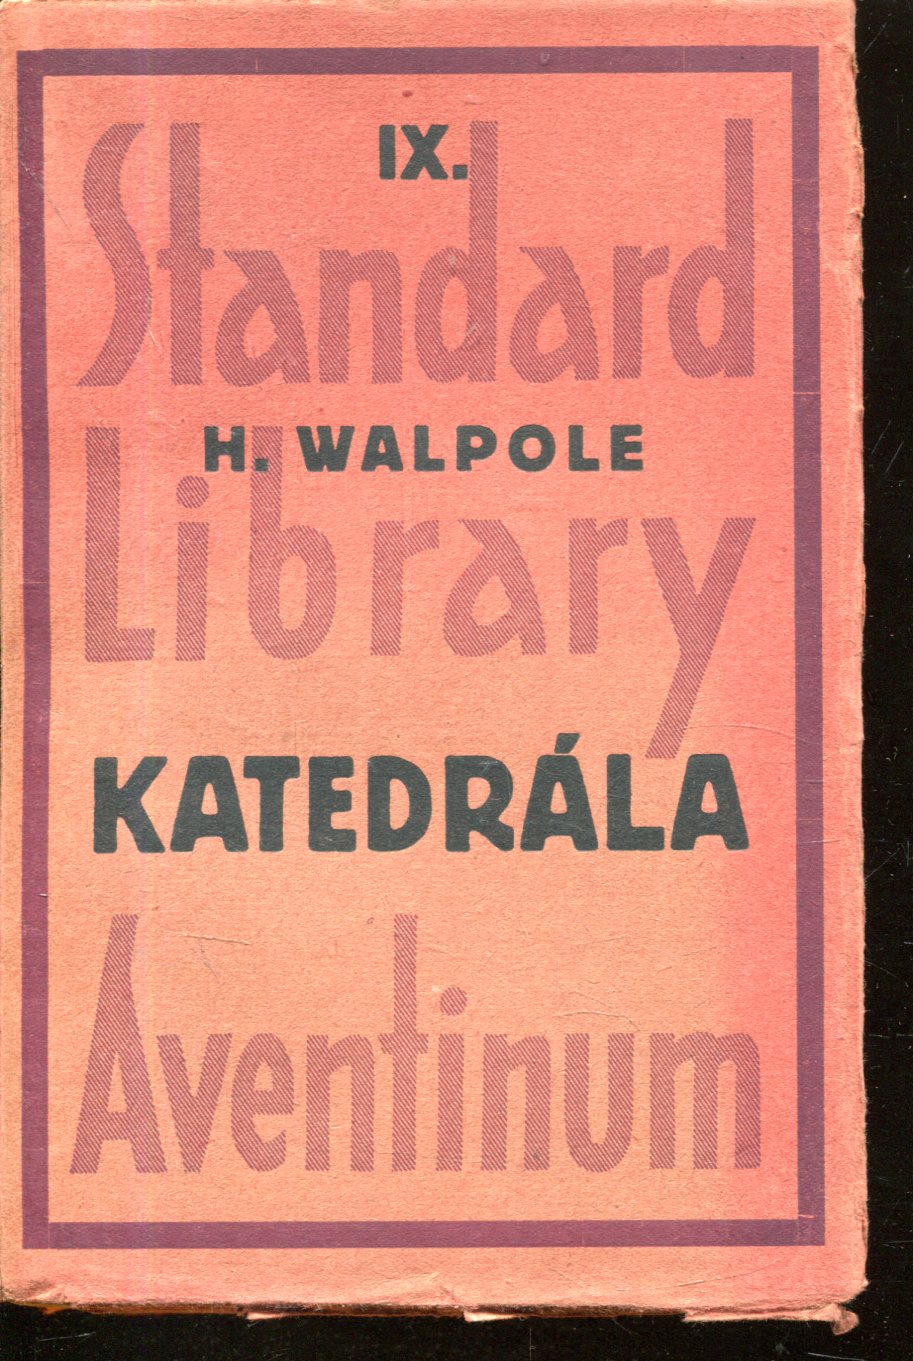 IX.
Standard
H. WALPOLE
Library
KATEDRÁLA
Aventinum